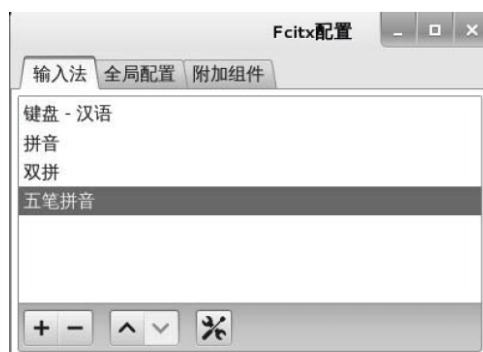 Fcitx配置
输入法 全局配置 附加组件
键盘 - 汉语
拼音
双拼
五笔拼音